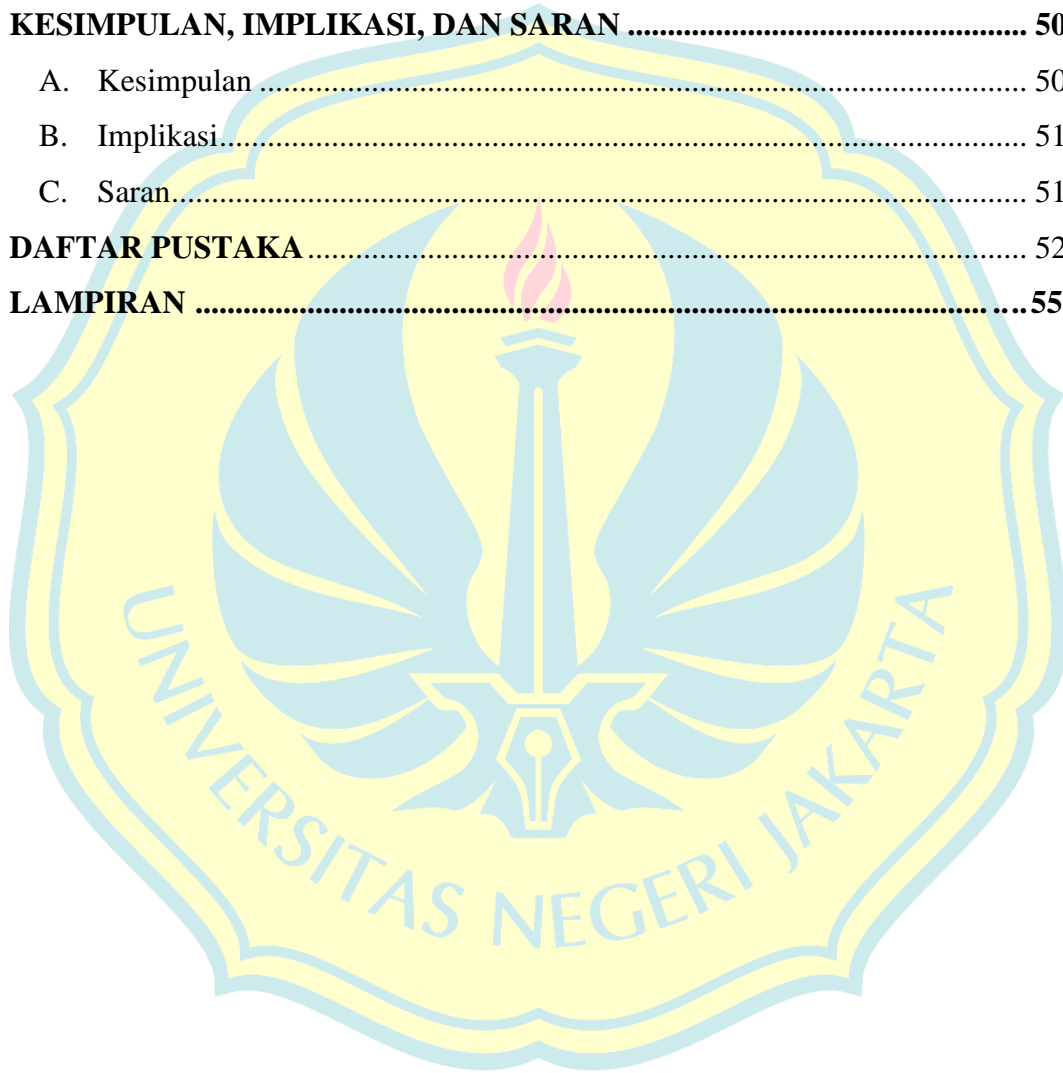 KESIMPULAN, IMPLIKASI, DAN SARAN ................................................................ 50
A. Kesimpulan ................................................................................................ 50
B. Implikasi..................................................................................................... 51
C. Saran........................................................................................................... 51
DAFTAR PUSTAKA ................................................................................................ 52
LAMPIRAN ............................................................................................................ ....55
UNIVERSITAS NEGERI JAKARTA